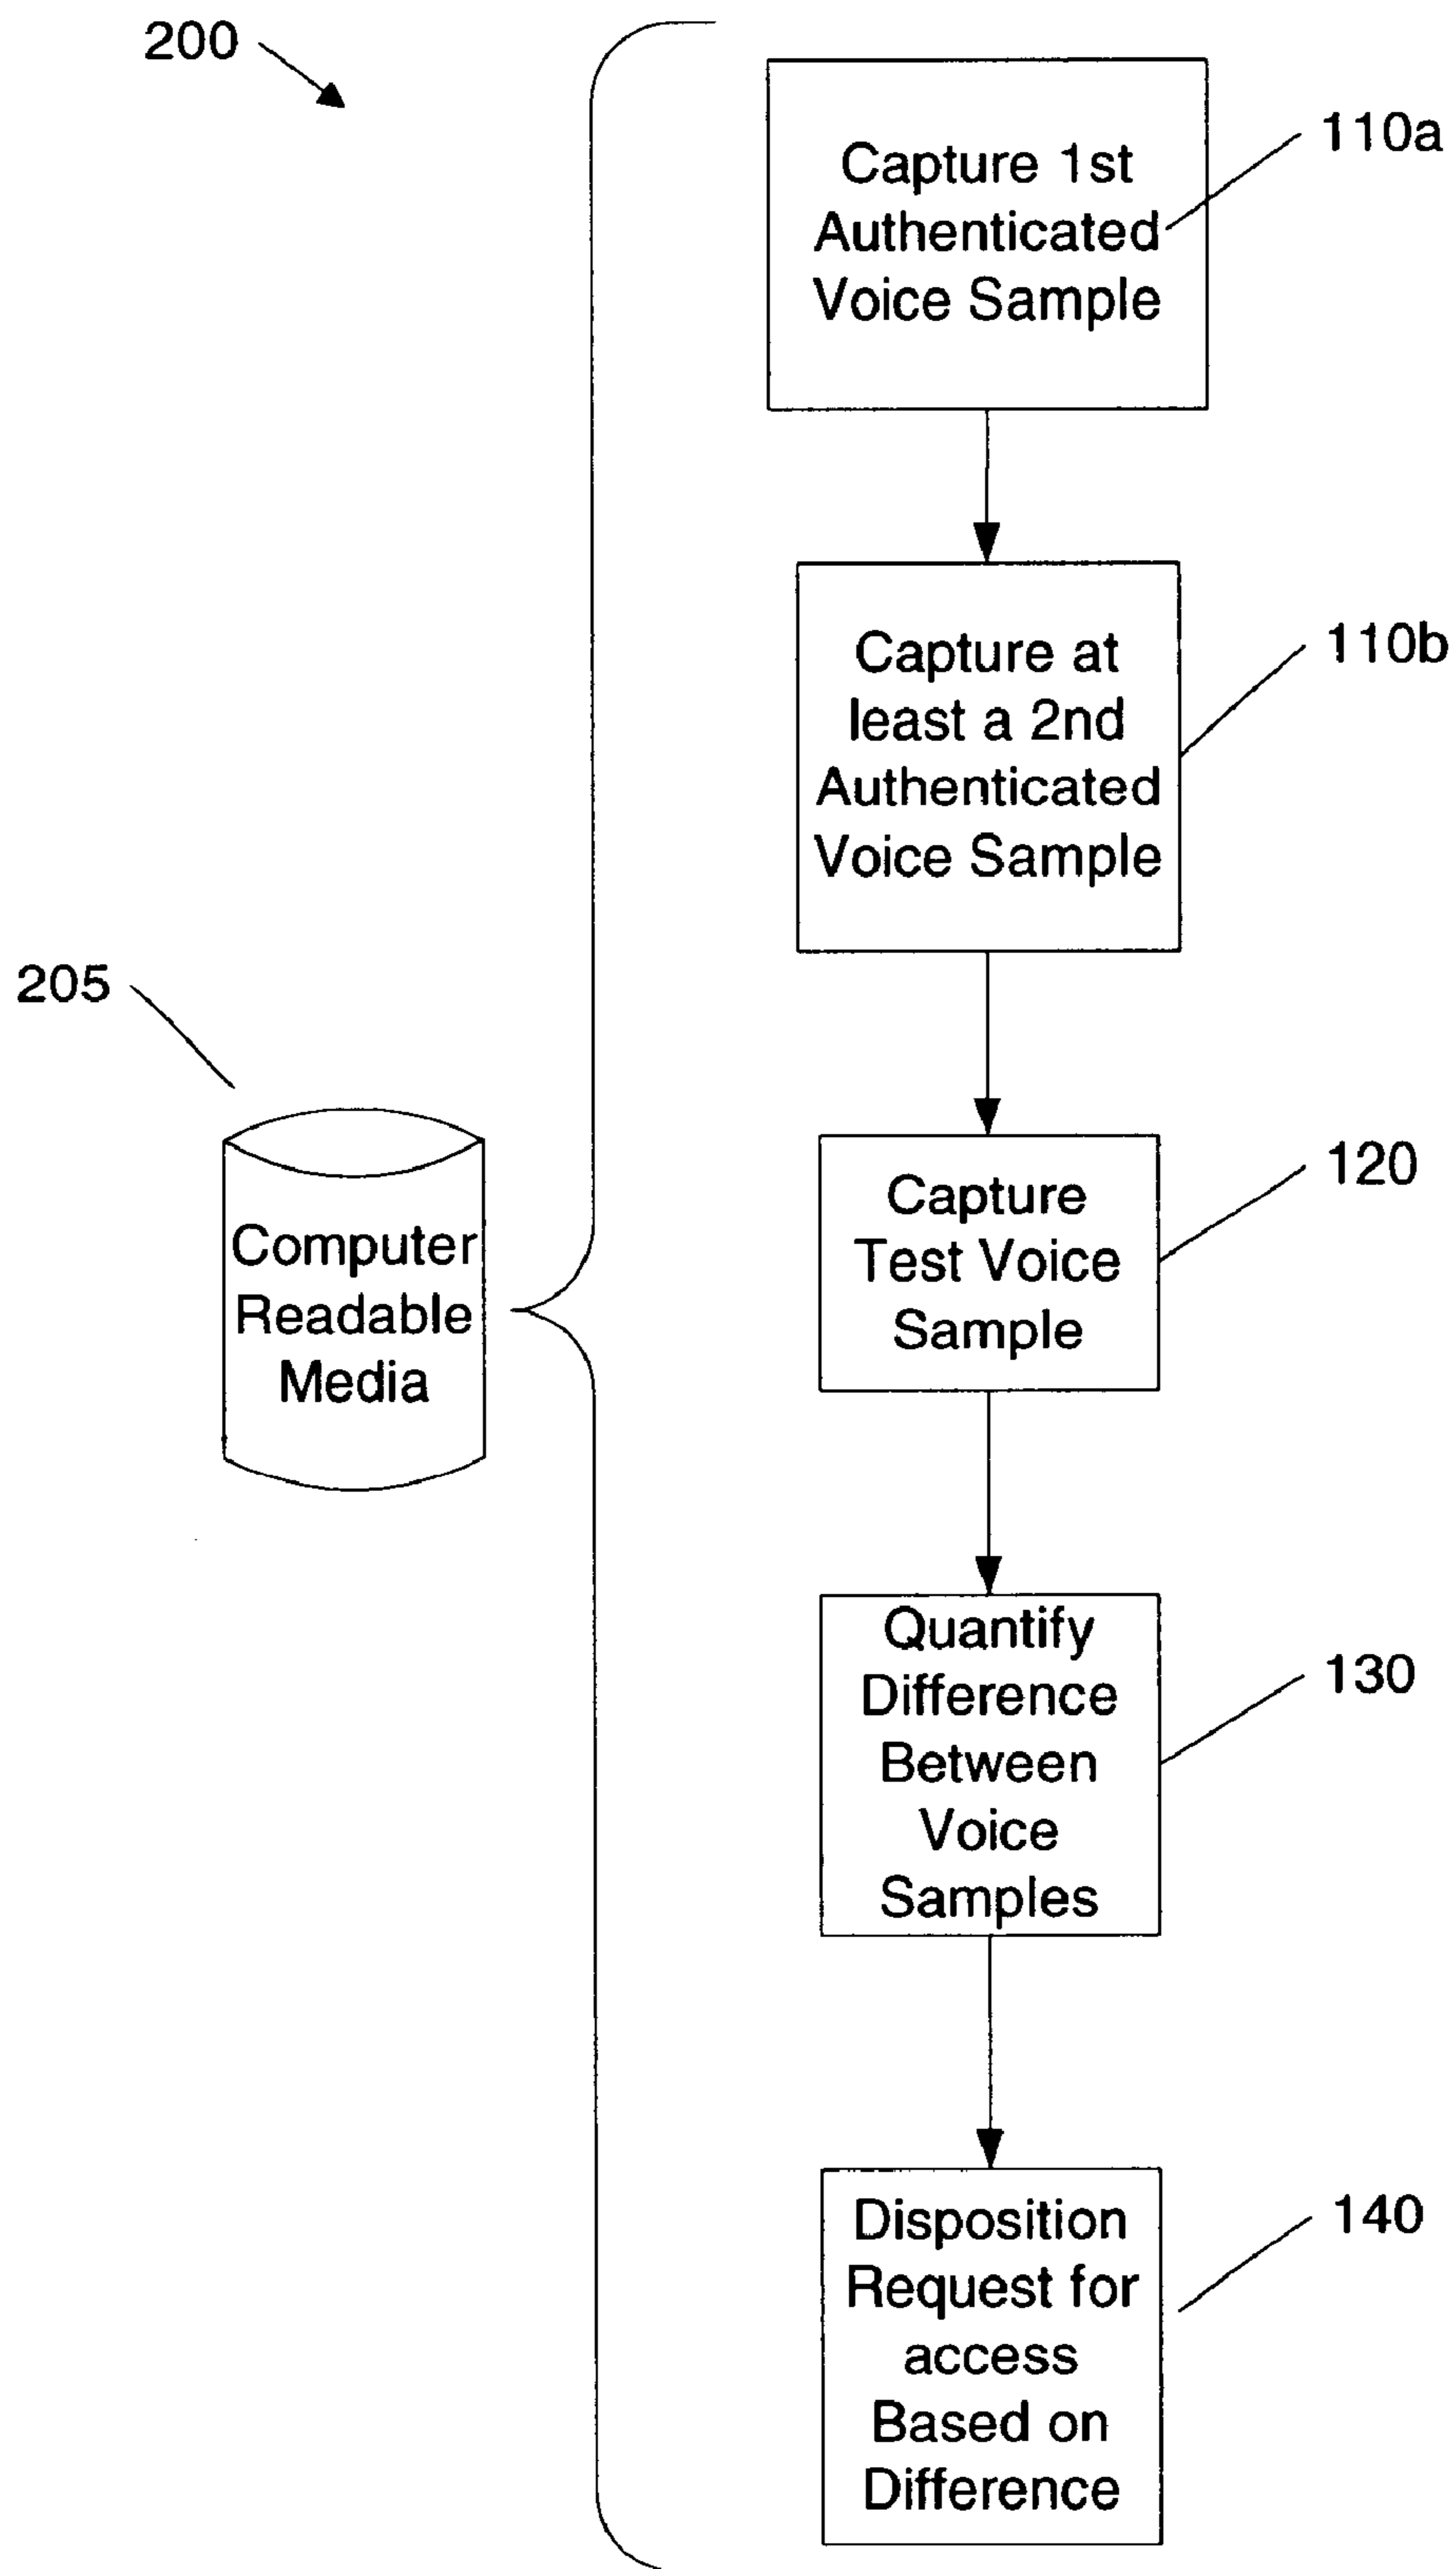 200
Capture 1st
Authenticated
Voice Sample
110a
Capture at
least a 2nd
Authenticated
Voice Sample
110b
205
Computer
Readable
Media
Capture
Test Voice
Sample
120
Quantify
Difference
Between
Voice
Samples
130
Disposition
Request for
access
Based on
Difference
140